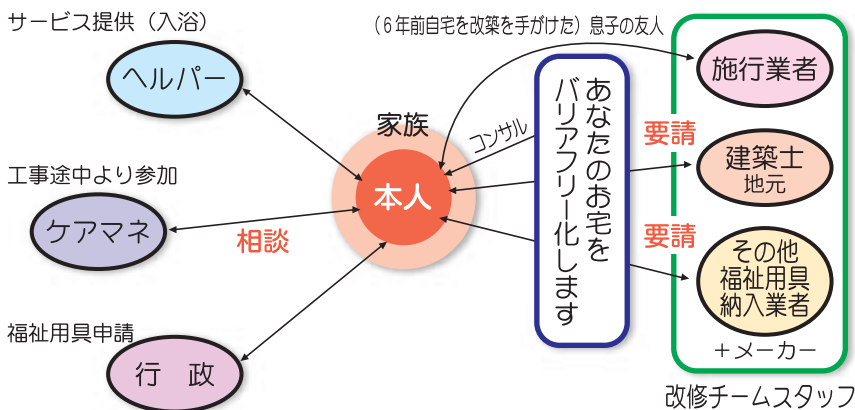 サービス提供（入浴）
ヘルパー
工事途中より参加
ケアマネ
相談
福祉用具申請
行　政
家族
本人
（６年前自宅を改築を手がけた）息子の友人
コンサル
あなたのお宅を
バリアフリー化します
要請
要請
施行業者
建築士
地元
その他
福祉用具
納入業者
＋メーカー
改修チームスタッフ